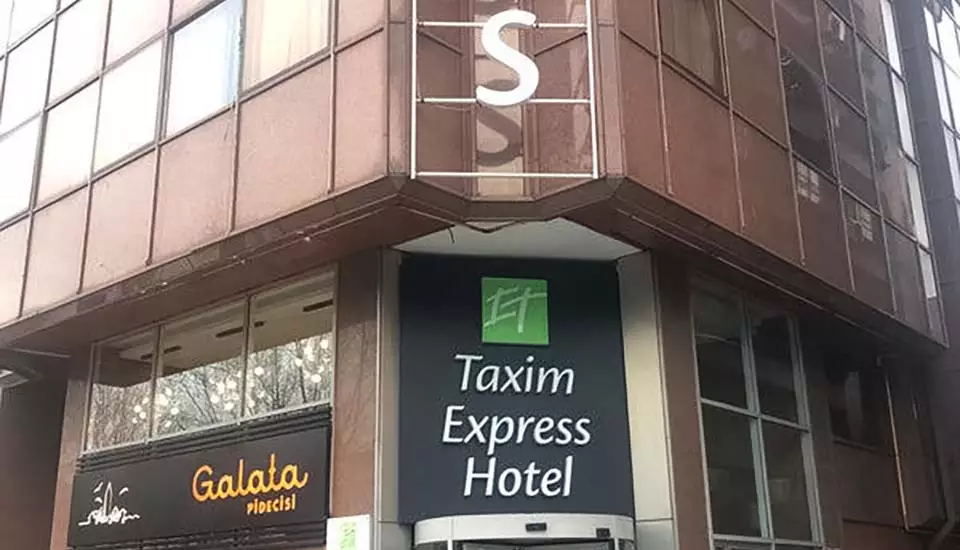 S
Galata
PİDECİSİ
ET
Taxim
Express
Hotel